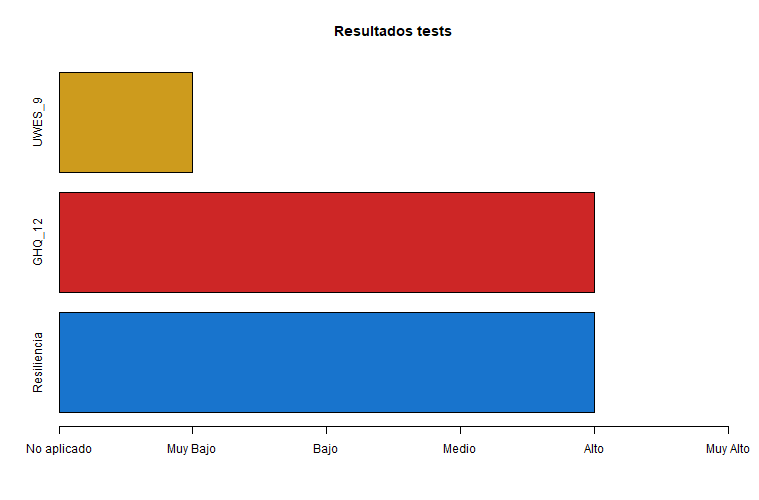 Resultados tests
UWES_9
GHQ_12
Resiliencia
No aplicado
Muy Bajo
Bajo
Medio
Alto
Muy Alto